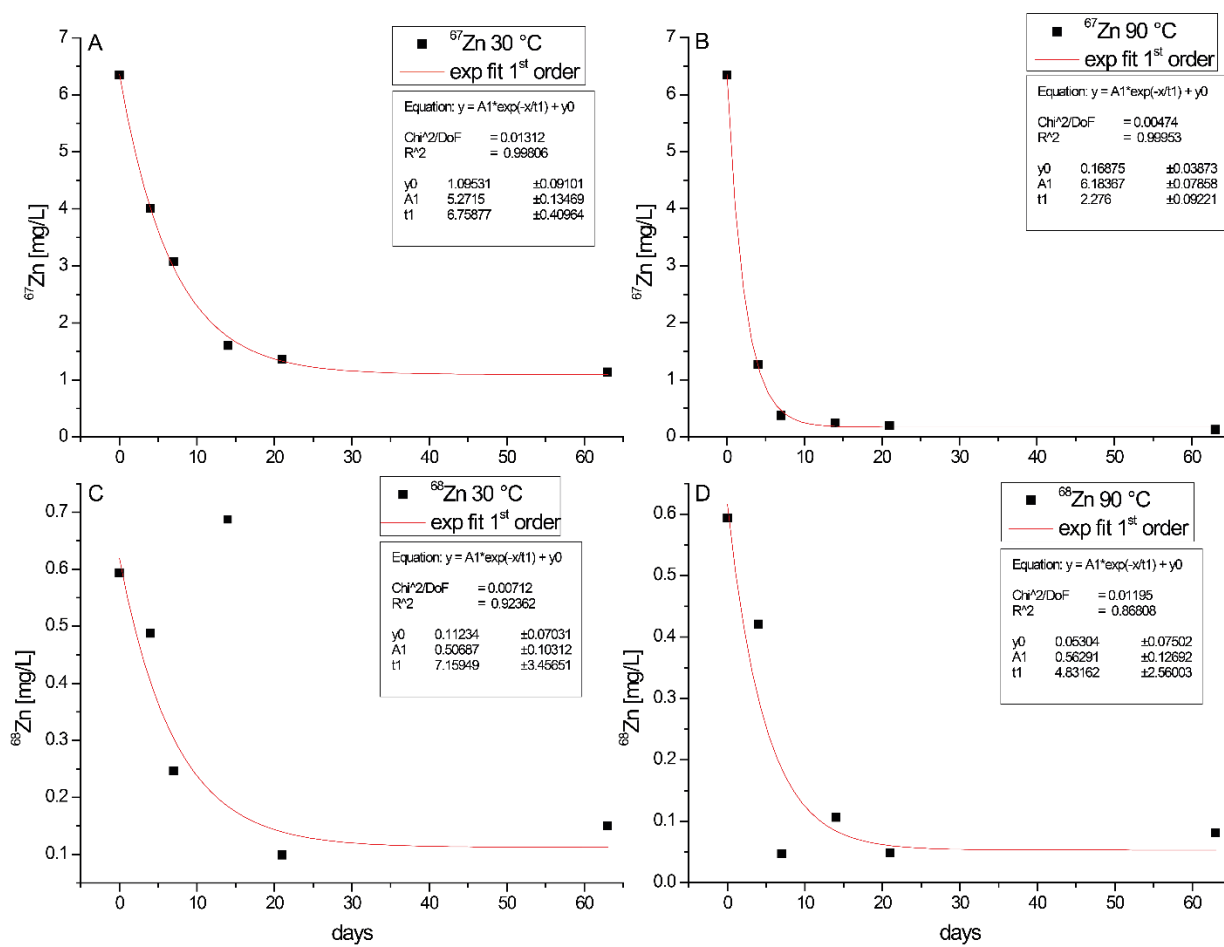 A
⁶⁷Zn 30 °C
exp fit 1ˢᵗ order
Equation: y = A1*exp(-x/t1) + y0
Chi^2/DoF = 0.01312
R^2 = 0.99806
y0 1.09531 ±0.09101
A1 5.2715 ±0.13469
t1 6.75877 ±0.40964
⁶⁷Zn [mg/L]
7
6
5
4
3
2
1
0
0 10 20 30 40 50 60
B
⁶⁷Zn 90 °C
exp fit 1ˢᵗ order
Equation: y = A1*exp(-x/t1) + y0
Chi^2/DoF = 0.00474
R^2 = 0.99953
y0 0.16875 ±0.03873
A1 6.18367 ±0.07858
t1 2.276 ±0.09221
⁶⁷Zn [mg/L]
7
6
5
4
3
2
1
0
0 10 20 30 40 50 60
C
⁶⁸Zn 30 °C
exp fit 1ˢᵗ order
Equation: y = A1*exp(-x/t1) + y0
Chi^2/DoF = 0.00712
R^2 = 0.92362
y0 0.11234 ±0.07031
A1 0.50687 ±0.10312
t1 7.15949 ±3.45651
⁶⁸Zn [mg/L]
0.7
0.6
0.5
0.4
0.3
0.2
0.1
0 10 20 30 40 50 60
days
D
⁶⁸Zn 90 °C
exp fit 1ˢᵗ order
Equation: y = A1*exp(-x/t1) + y0
Chi^2/DoF = 0.01195
R^2 = 0.86808
y0 0.05304 ±0.07502
A1 0.56291 ±0.12692
t1 4.83162 ±2.56003
⁶⁸Zn [mg/L]
0.6
0.5
0.4
0.3
0.2
0.1
0.0
0 10 20 30 40 50 60
days